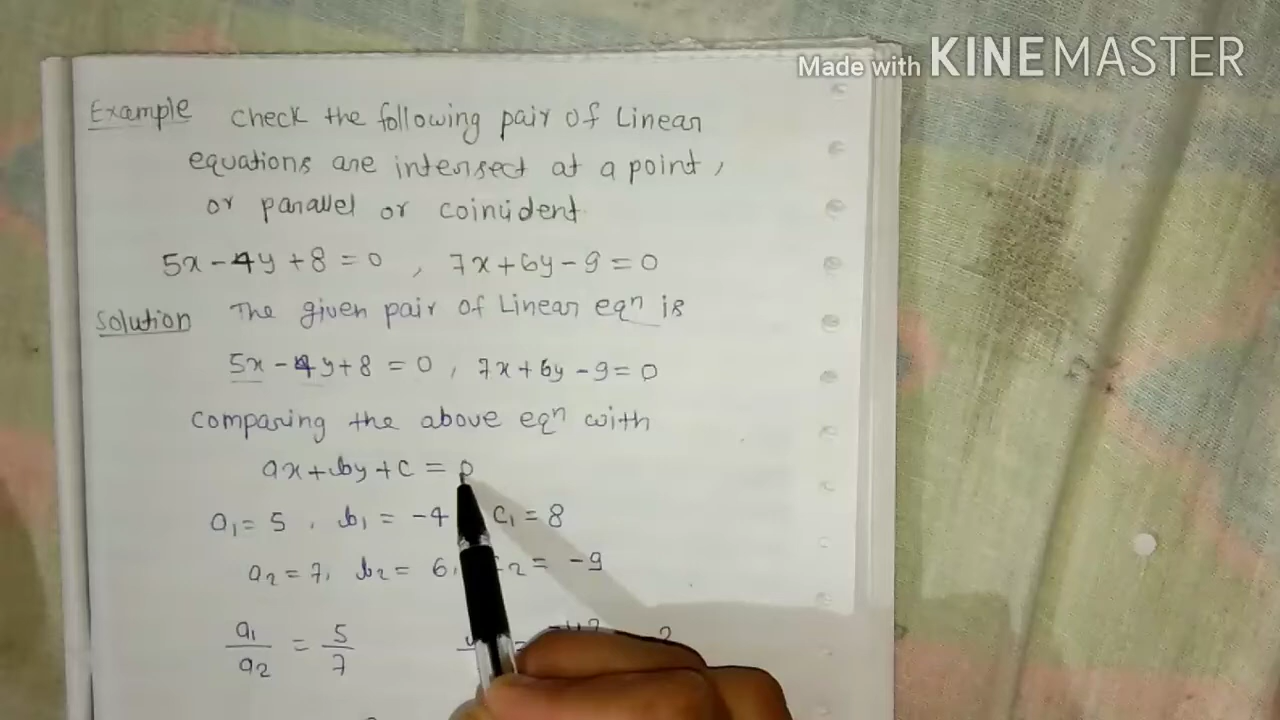 Made with KINEMASTER
Example Check the following pair of Linear
equations are intersect at a point,
or parallel or coincident.
5x - 4y + 8 = 0 , 7x + 6y - 9 = 0
Solution The given pair of Linear eqn is
5x - 4y + 8 = 0 , 7x + 6y - 9 = 0
Comparing the above eqn with
ax + by + c = 0
a₁ = 5 , b₁ = -4 c₁ = 8
a₂ = 7, b₂ = 6, c₂ = -9
a₁/a₂ = 5/7